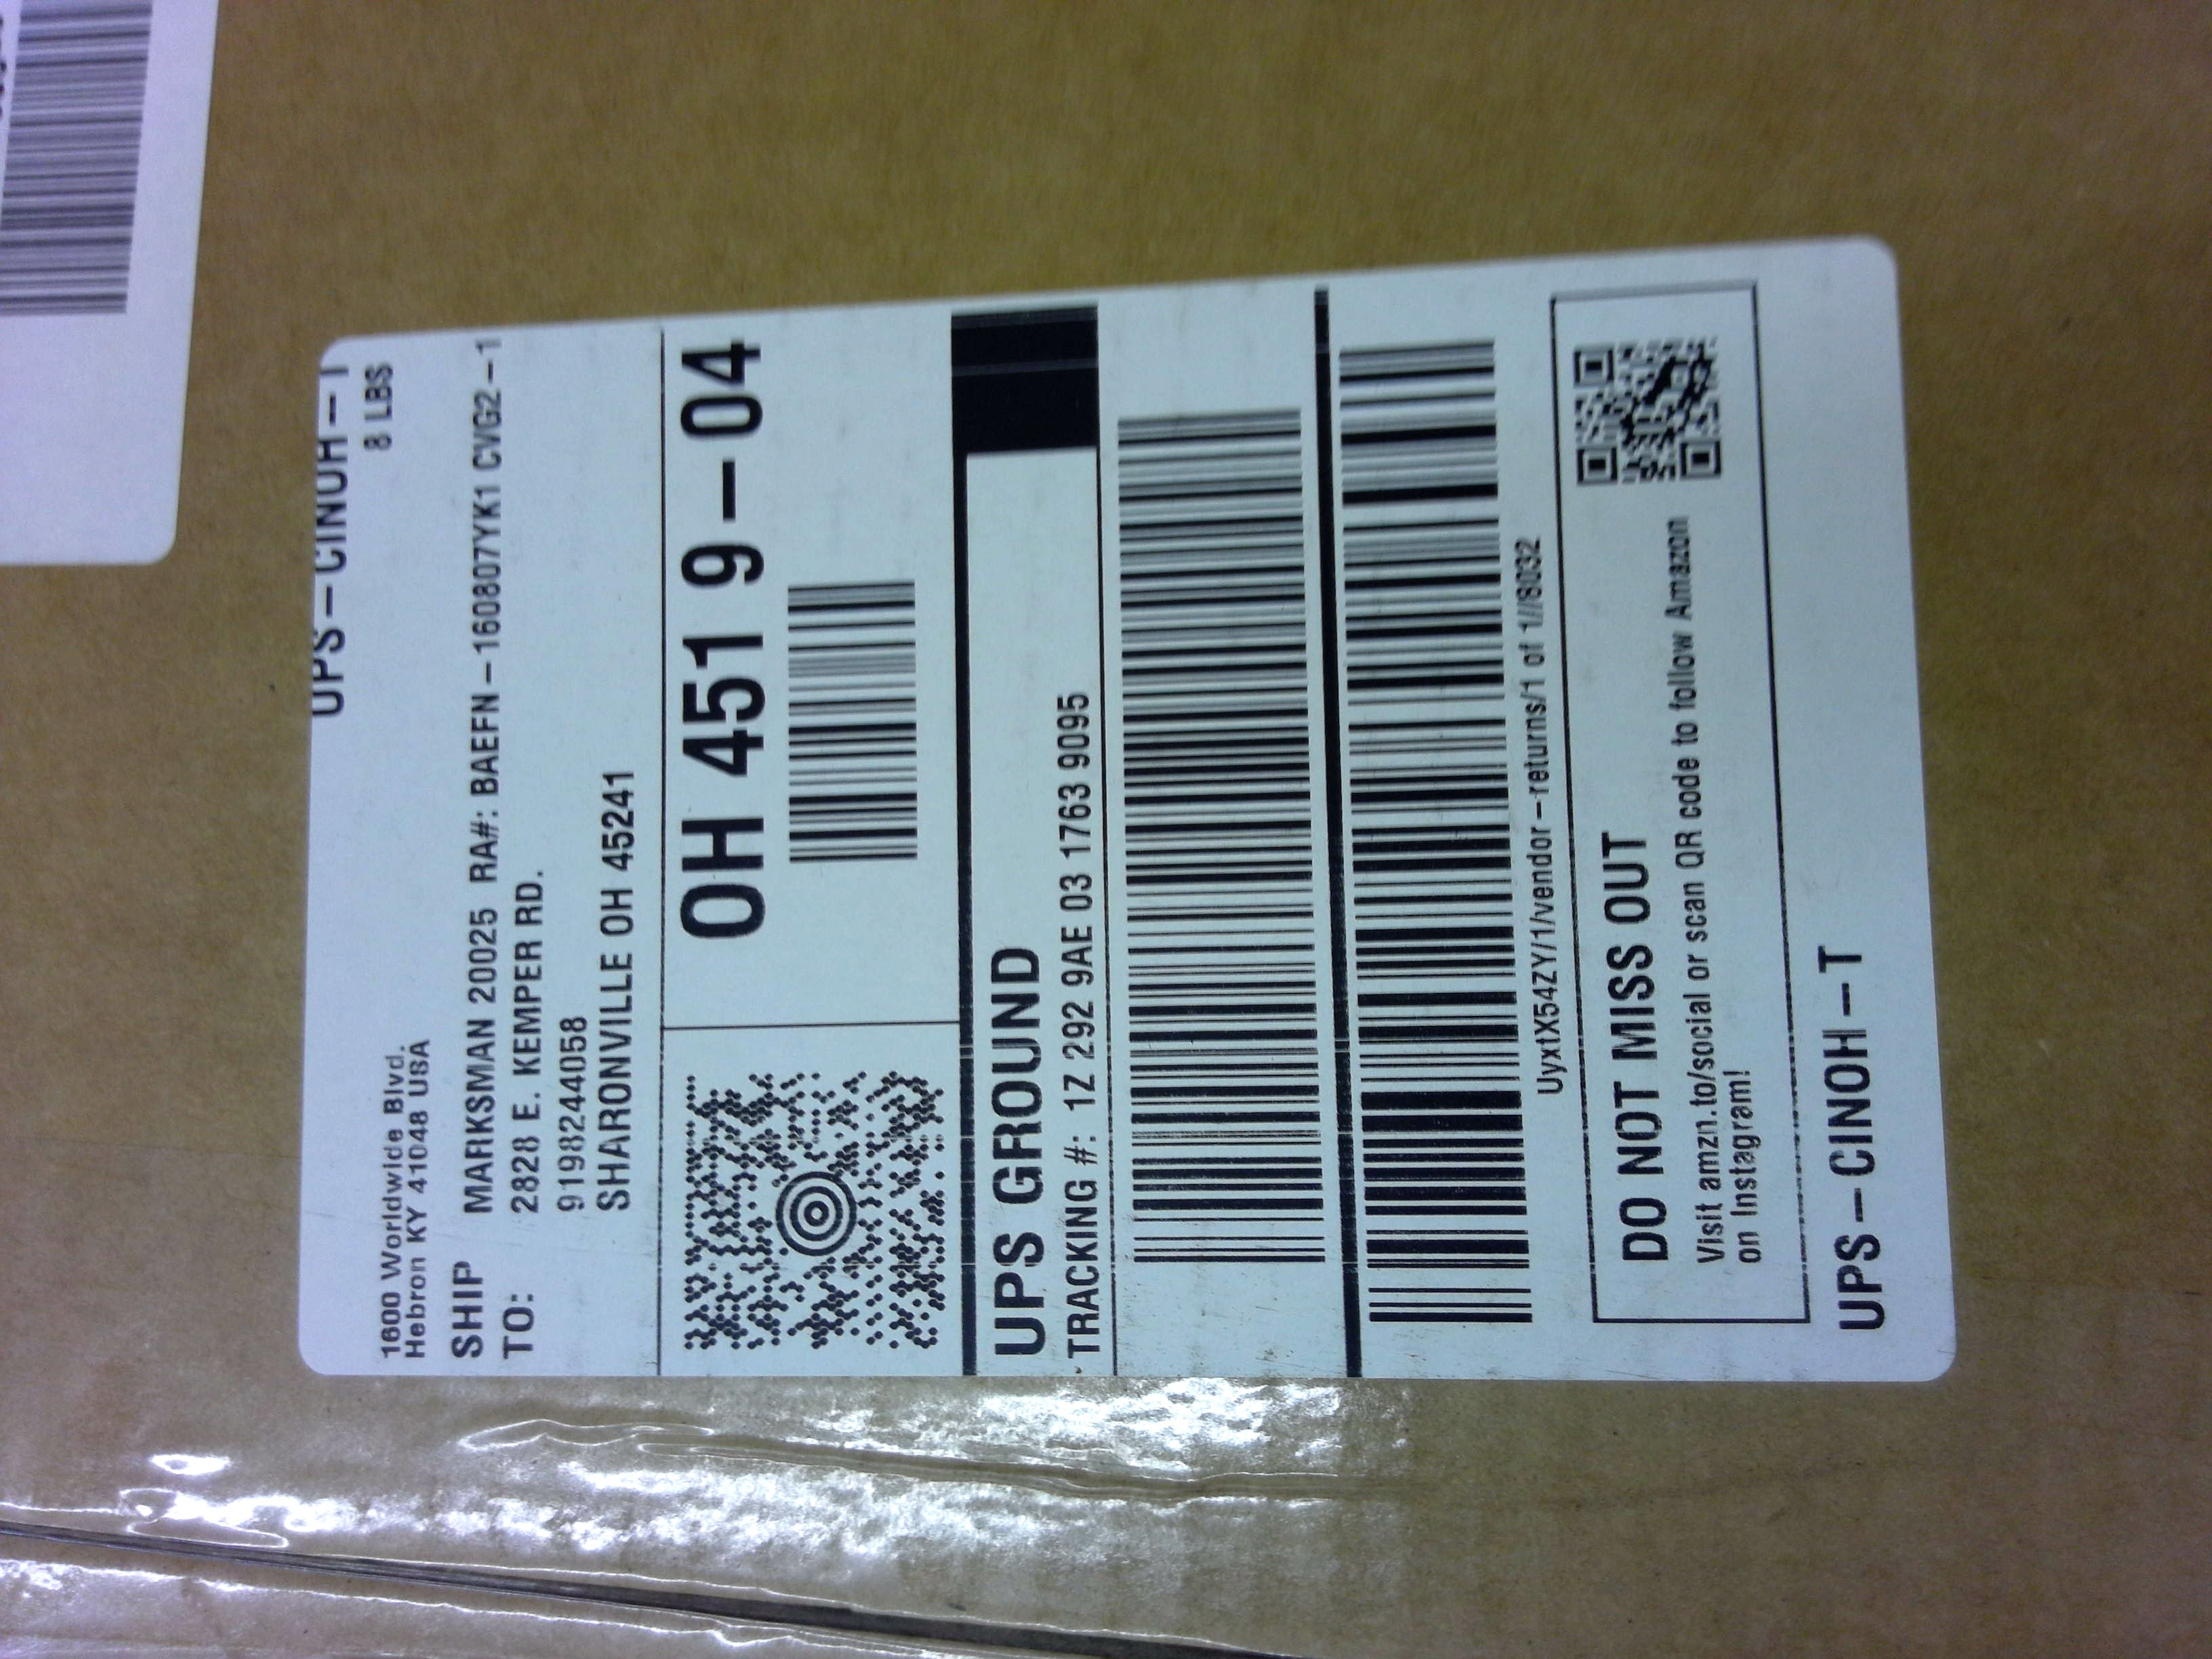 UPS-CINOH-T
8 LBS
1600 Worldwide Blvd.
Hebron KY 41048 USA
SHIP
TO:
MARKSMAN 20025 RA#: BAEFN-160807YK1 CVG2-1
2828 E. KEMPER RD.
9198244058
SHARONVILLE OH 45241
OH 451 9-04
UPS GROUND
TRACKING #: 1Z 292 9AE 03 1763 9095
UyxtX54ZY/1/vendor-returns/1 of 1//8032
DO NOT MISS OUT
Visit amzn.to/social or scan QR code to follow Amazon
on Instagram!
UPS-CINOH-T